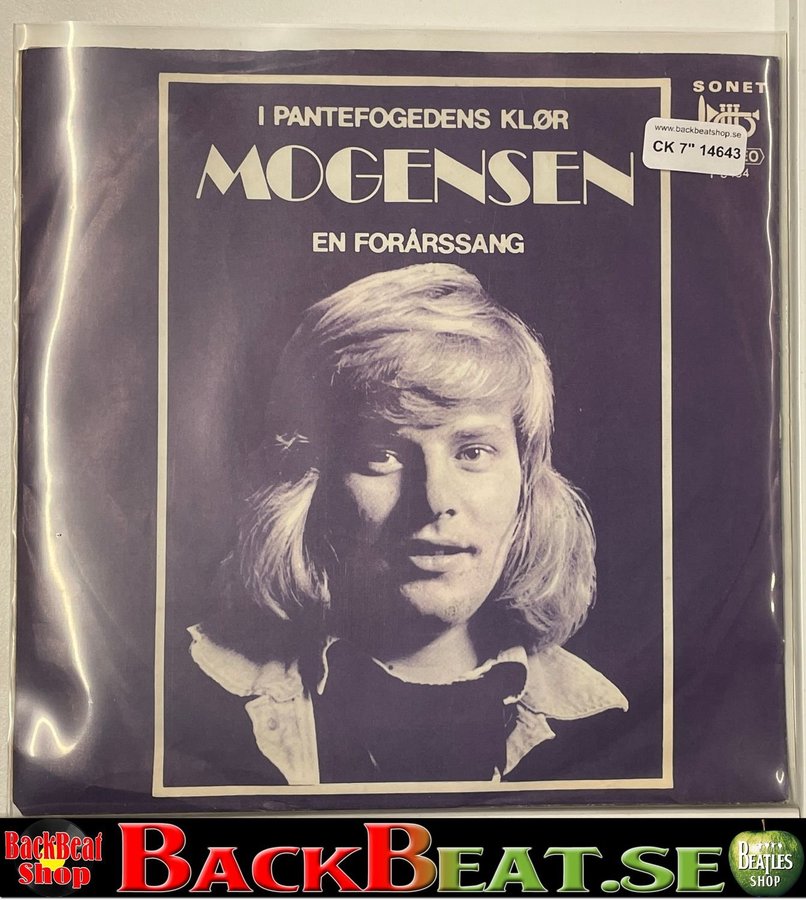 I PANTEFOGEDENS KLØR
MOGENSEN
EN FORÅRSSANG
SONET
www.backbeatshop.se
CK 7" 14643
BackBeat
Shop
BACKBEAT.SE
BEATLES
SHOP